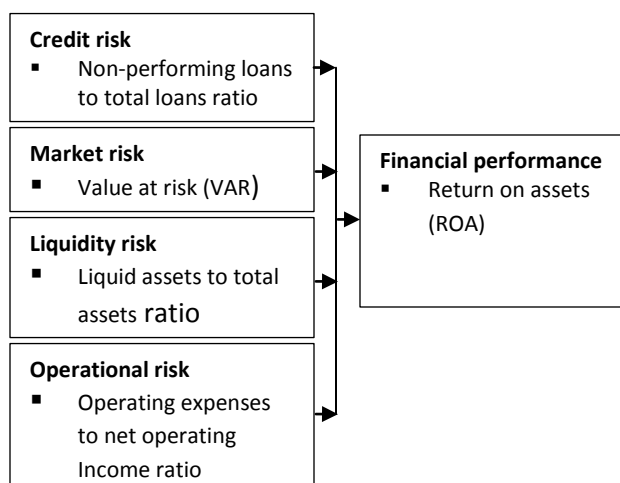 Credit risk
▪ Non-performing loans
to total loans ratio
Market risk
▪ Value at risk (VAR)
Liquidity risk
▪ Liquid assets to total
assets ratio
Operational risk
▪ Operating expenses
to net operating
Income ratio
Financial performance
▪ Return on assets
(ROA)